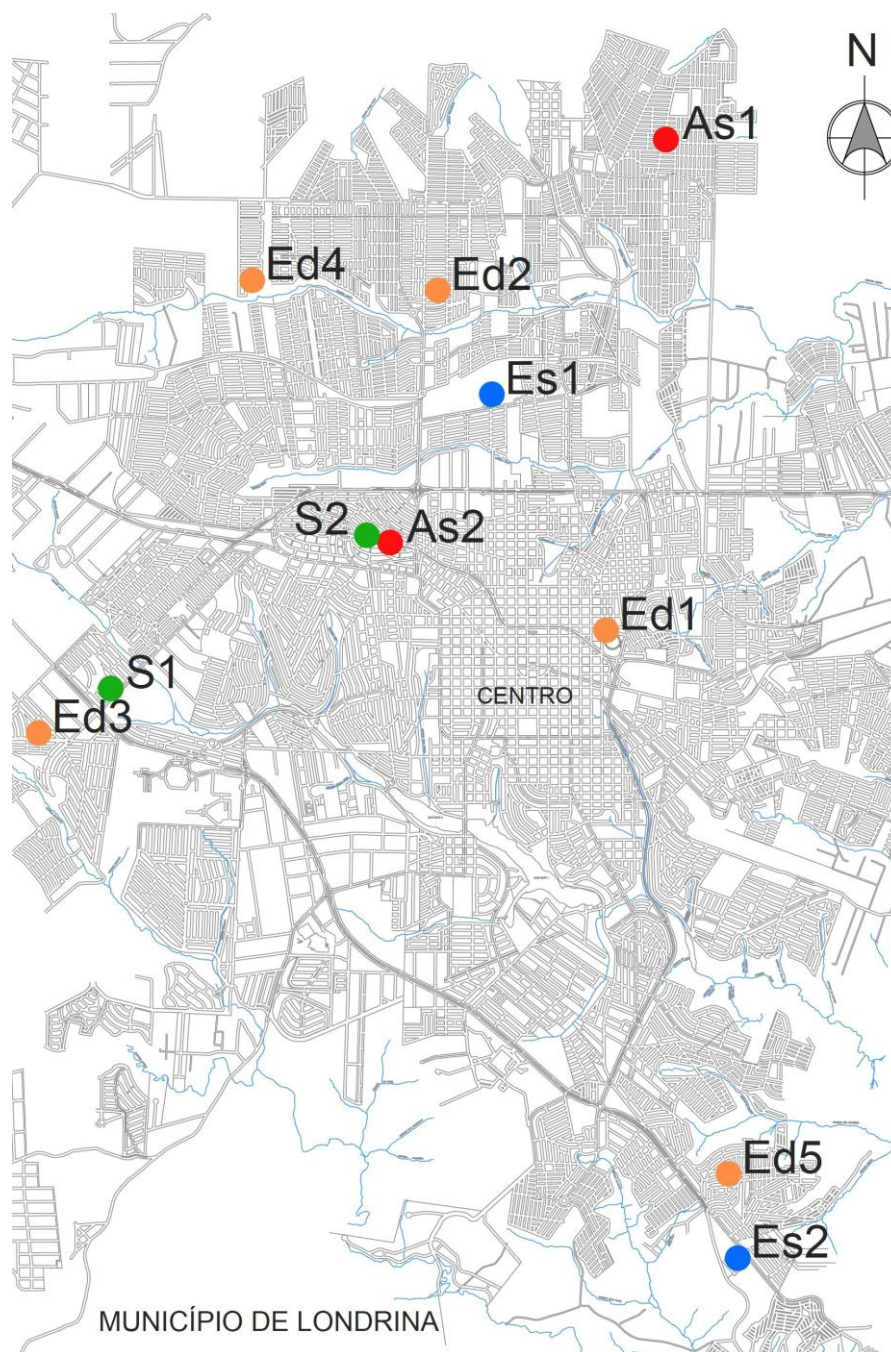 N
As1
Ed4
Ed2
Es1
S2
As2
Ed1
S1
CENTRO
Ed3
Ed5
Es2
MUNICÍPIO DE LONDRINA